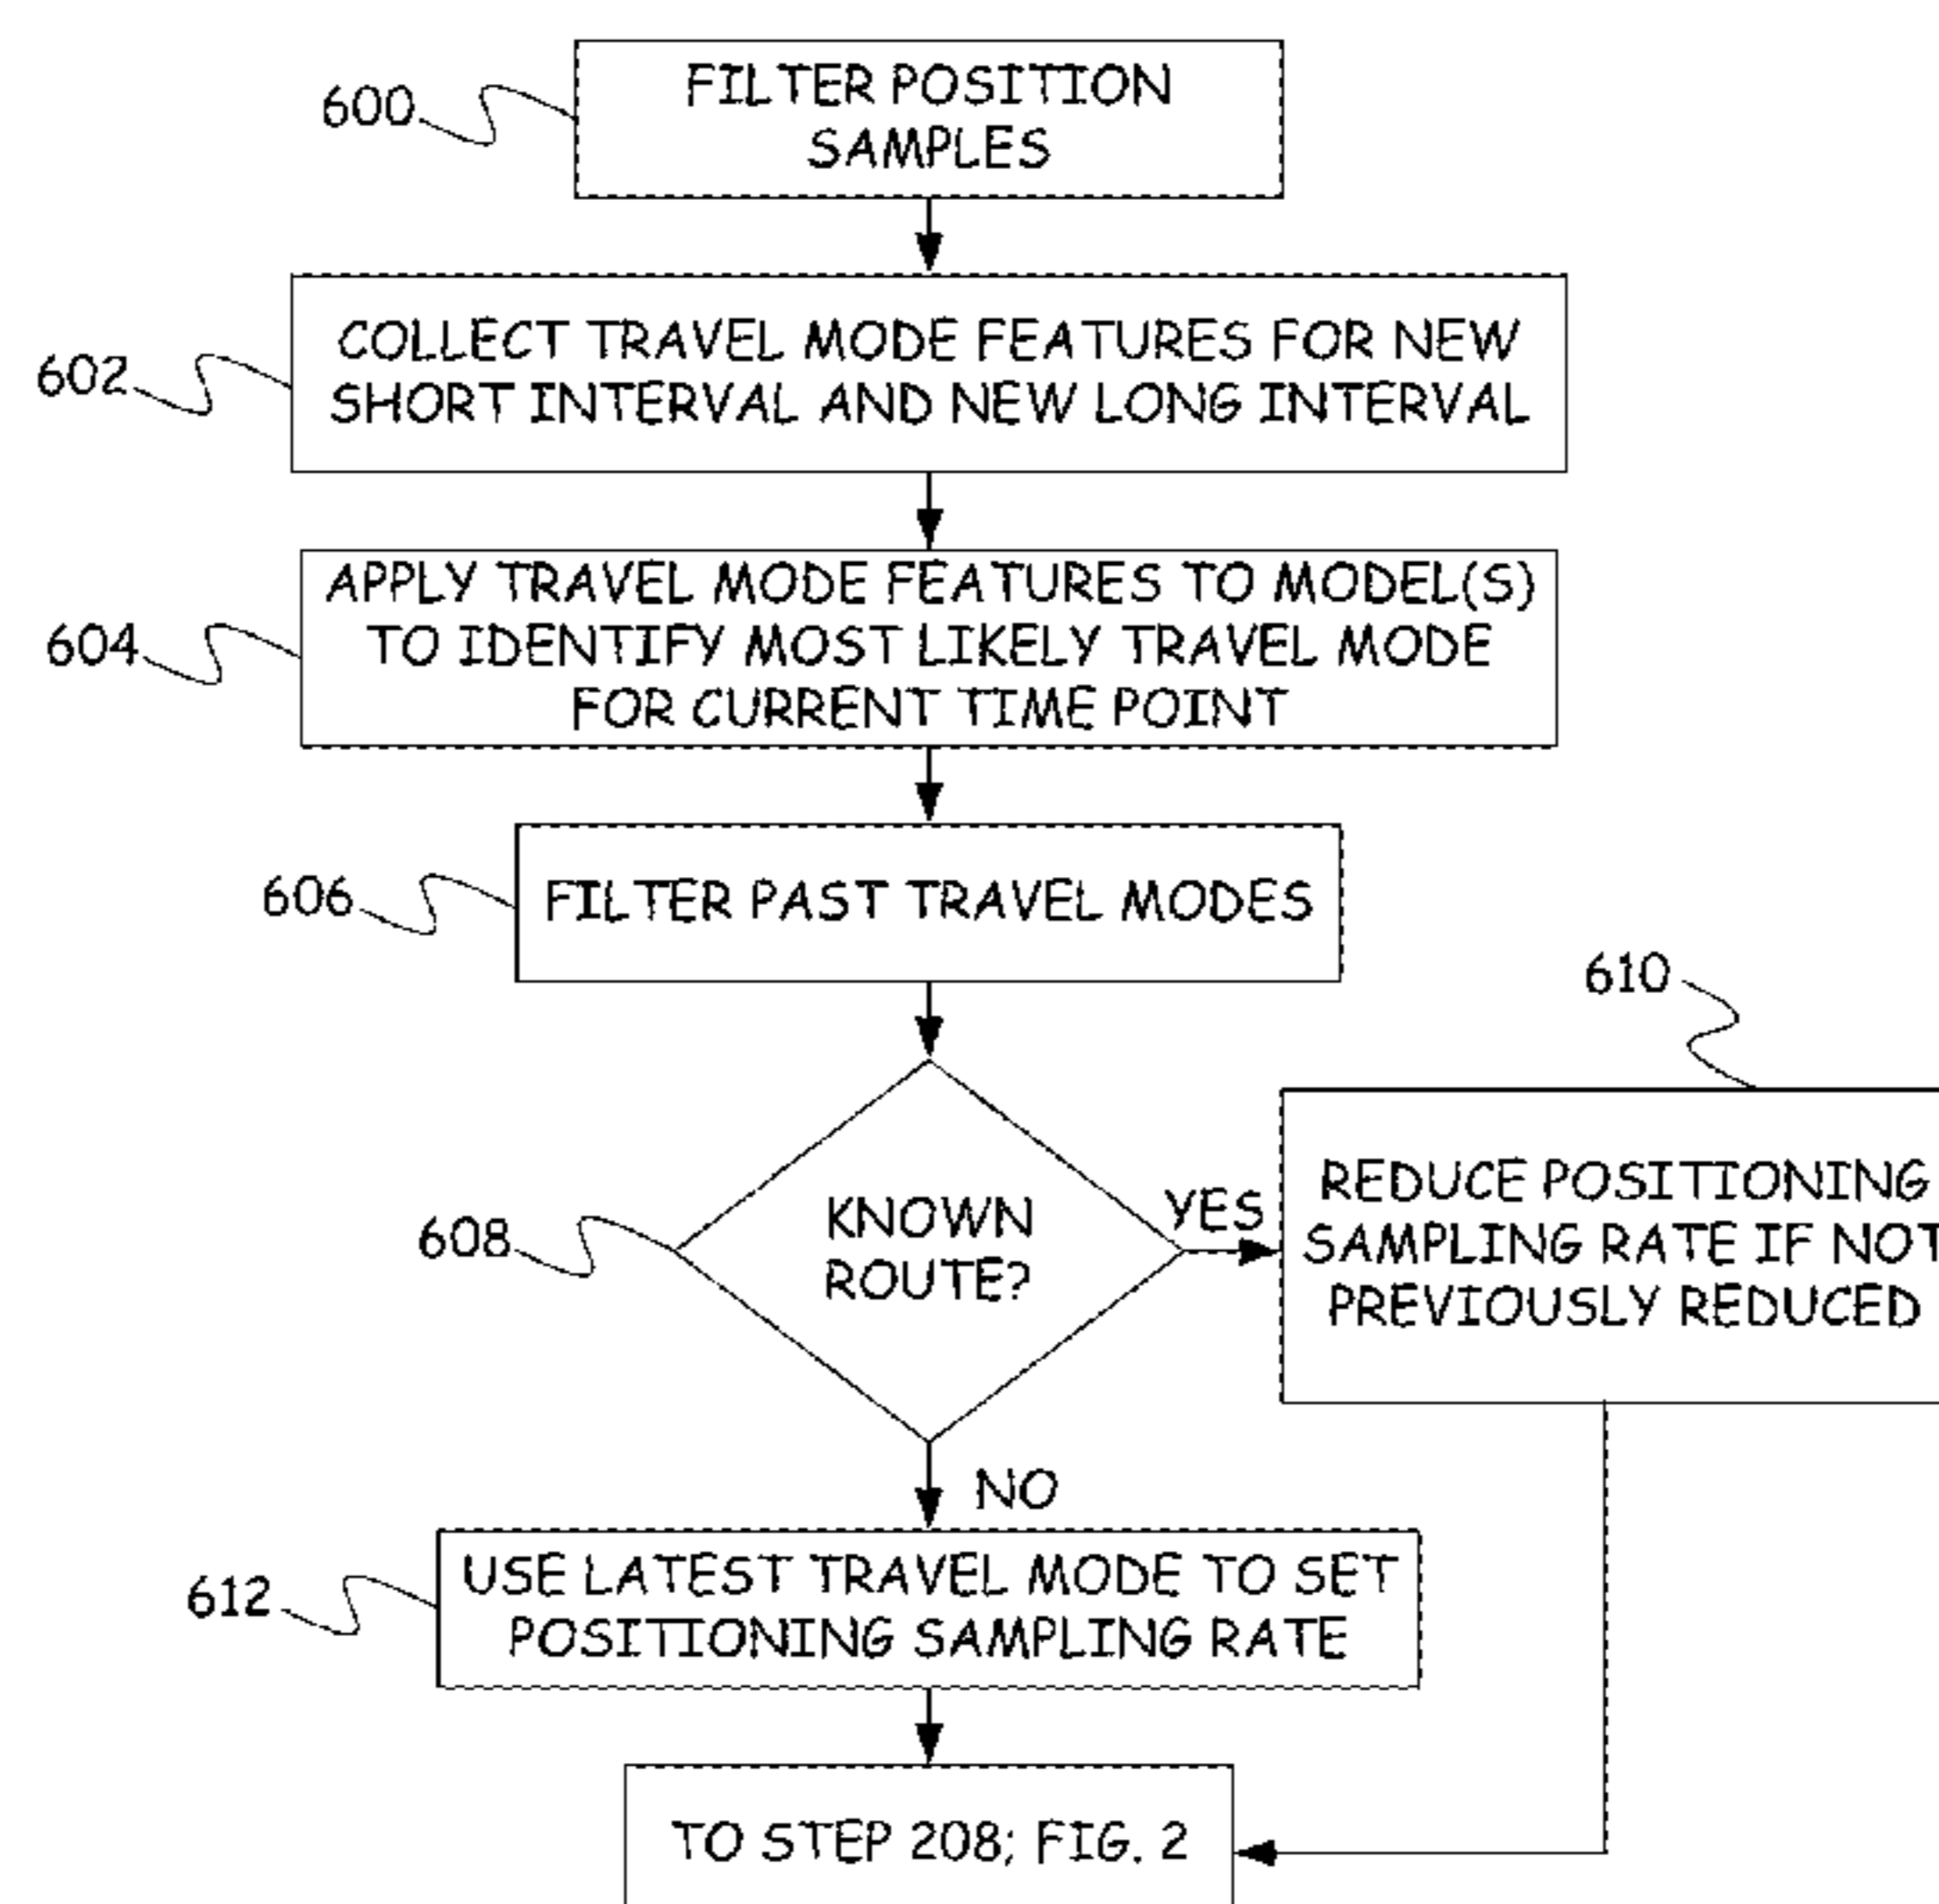 600
FILTER POSITION
SAMPLES
602
COLLECT TRAVEL MODE FEATURES FOR NEW
SHORT INTERVAL AND NEW LONG INTERVAL
604
APPLY TRAVEL MODE FEATURES TO MODEL(S)
TO IDENTIFY MOST LIKELY TRAVEL MODE
FOR CURRENT TIME POINT
606
FILTER PAST TRAVEL MODES
608
KNOWN
ROUTE?
YES
610
REDUCE POSITIONING
SAMPLING RATE IF NOT
PREVIOUSLY REDUCED
NO
612
USE LATEST TRAVEL MODE TO SET
POSITIONING SAMPLING RATE
TO STEP 208; FIG. 2